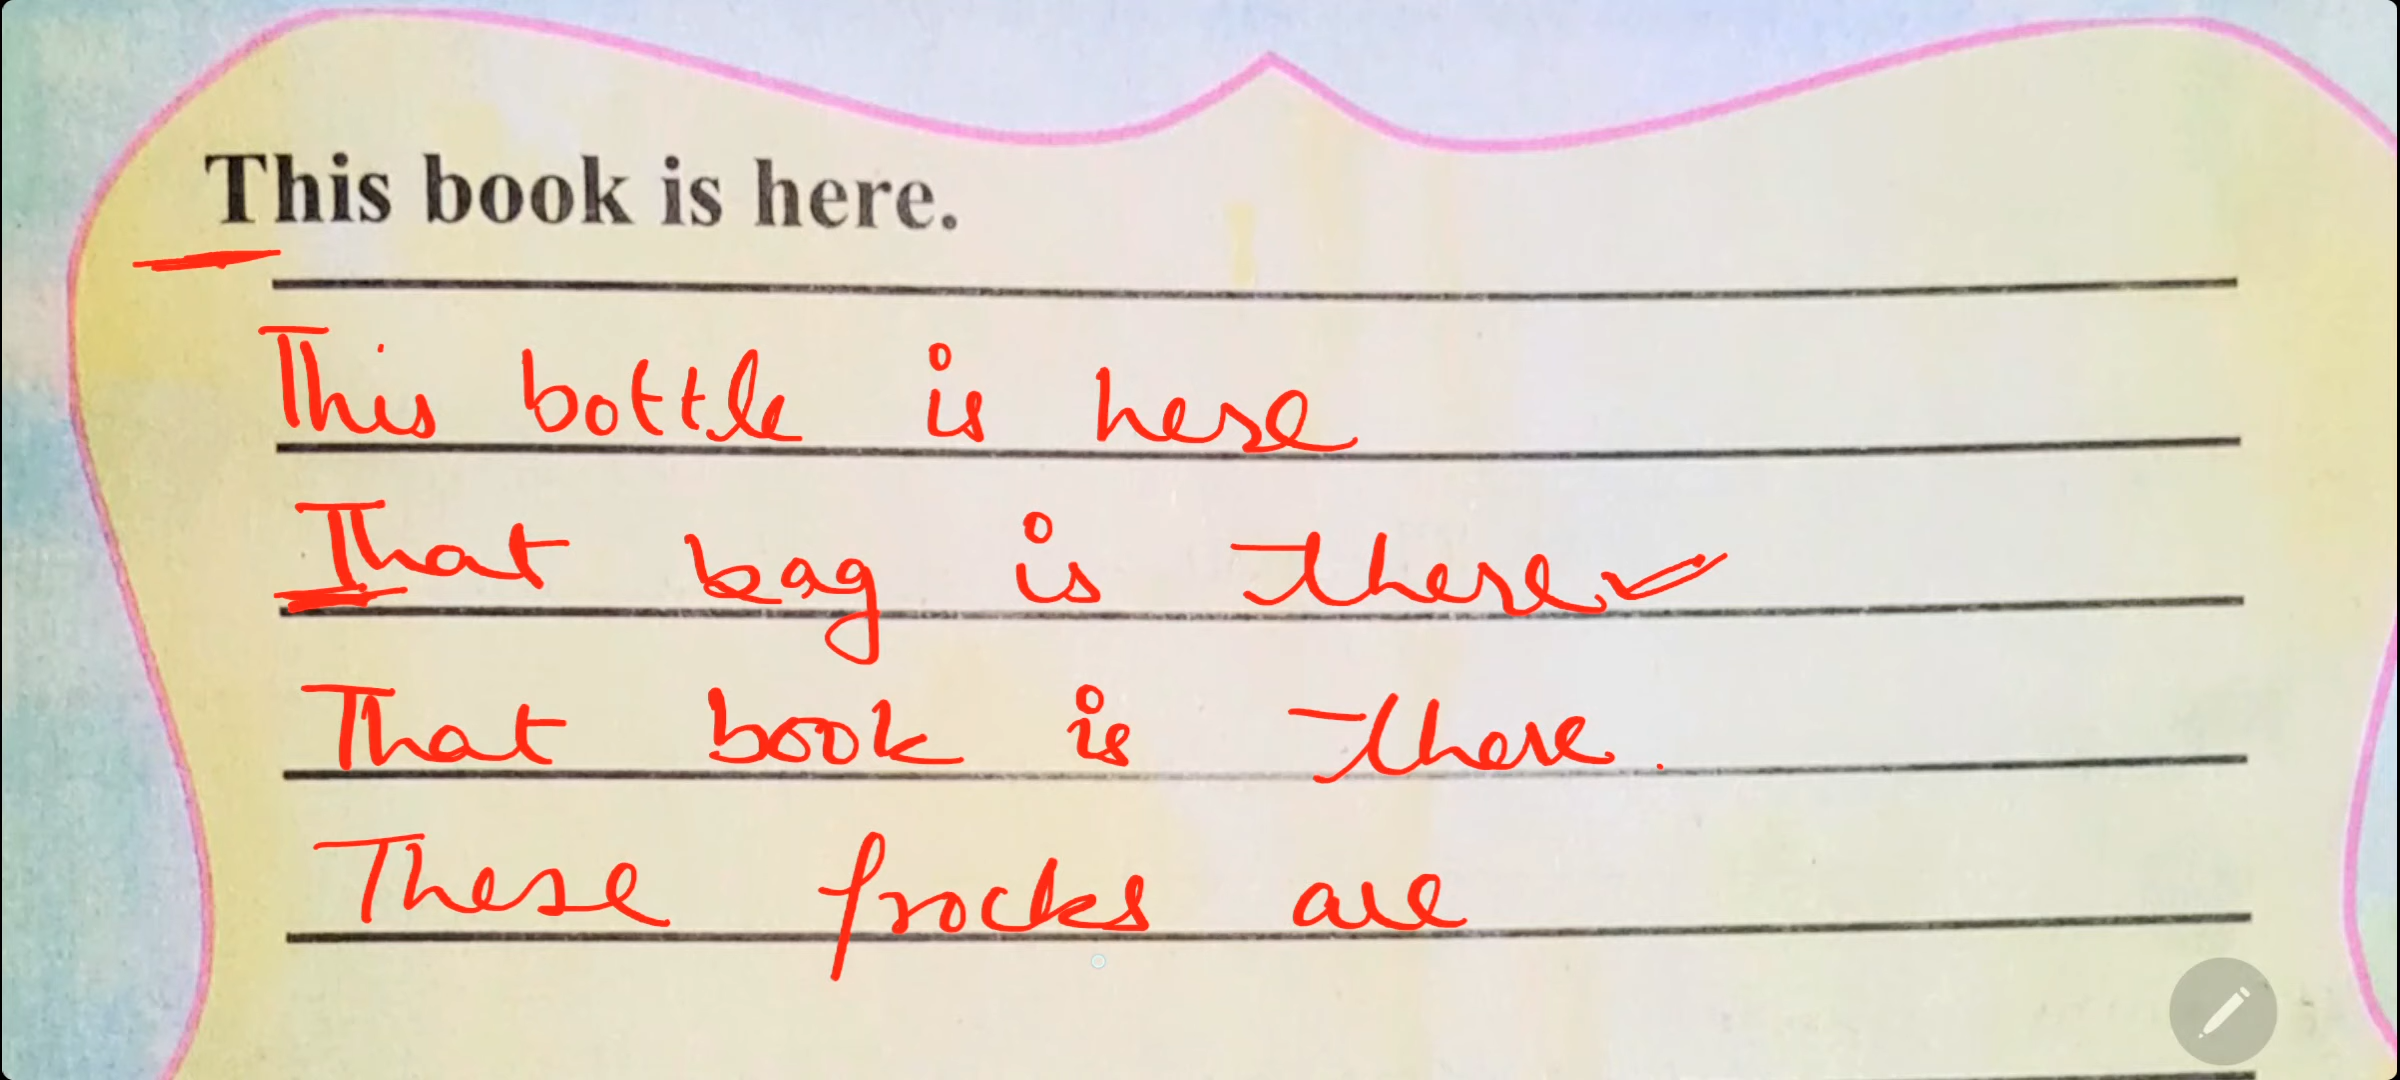 This book is here.
This bottle is here
That bag is there
That book is there.
These frocks are